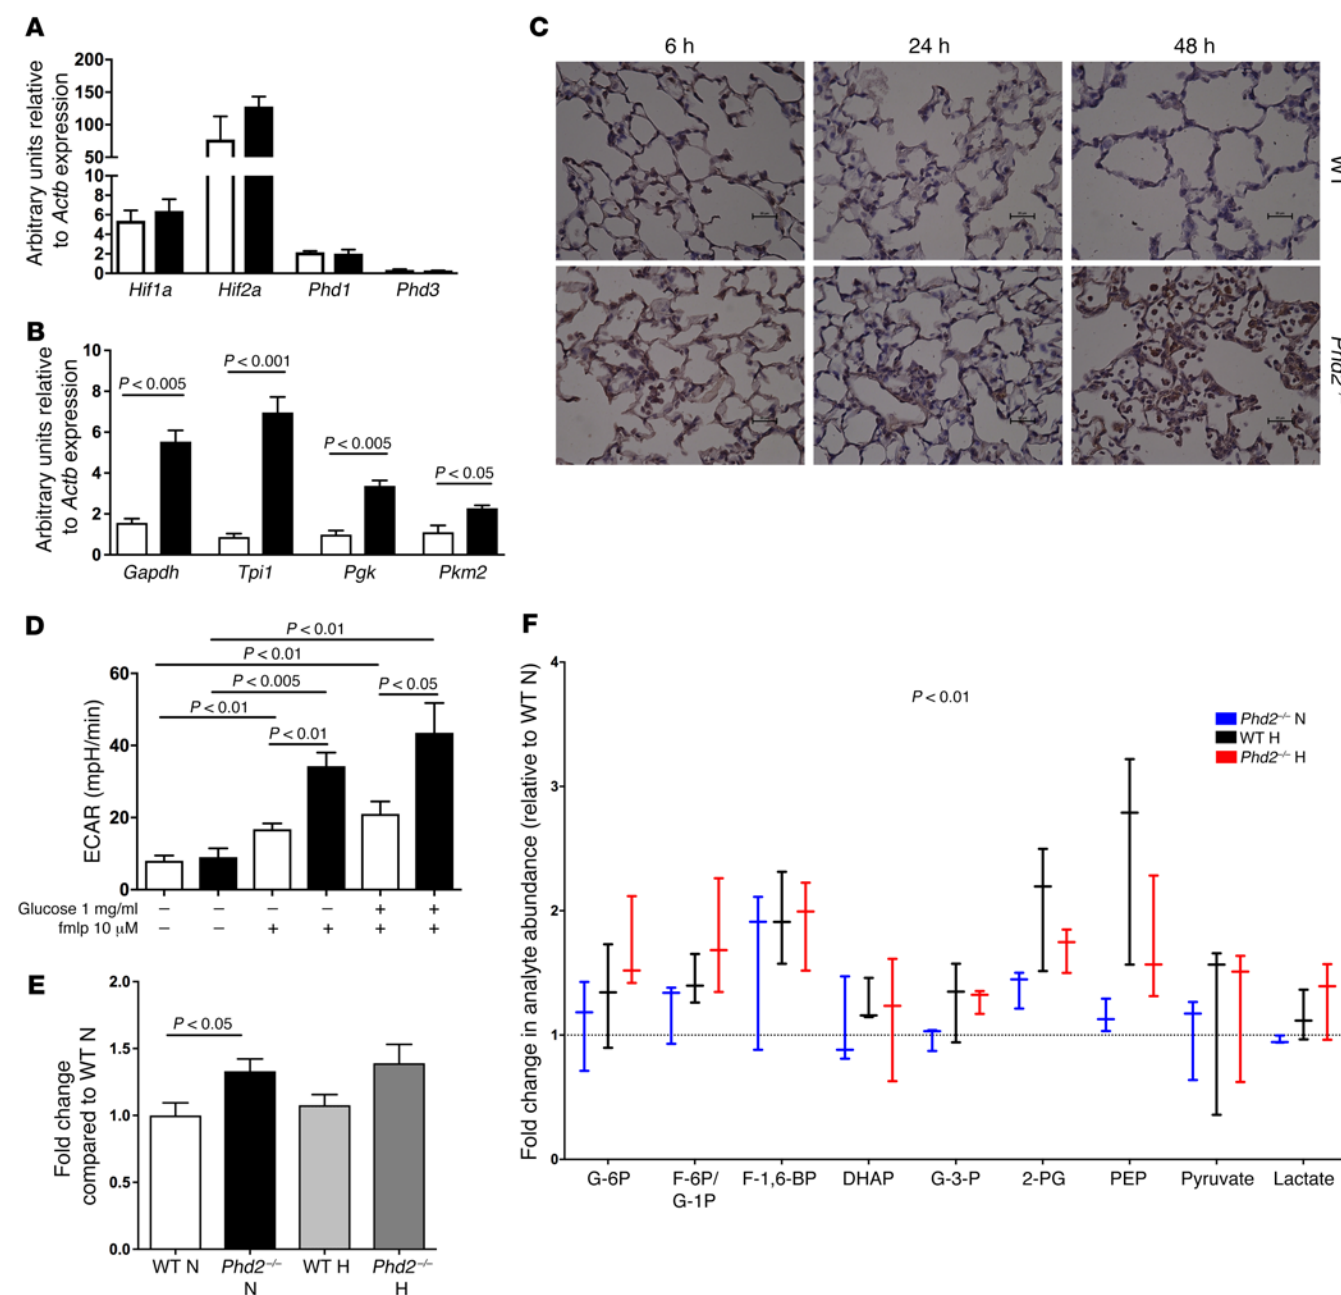 A
Arbitrary units relative
to Actb expression
200
150
100
50
10
8
6
4
2
0
Hif1a Hif2a Phd1 Phd3
B
Arbitrary units relative
to Actb expression
10
8
6
4
2
0
P < 0.005
P < 0.001
P < 0.005
P < 0.05
Gapdh Tpi1 Pgk Pkm2
C
6 h 24 h 48 h
D
ECAR (mpH/min)
60
40
20
0
P < 0.01
P < 0.01
P < 0.005
P < 0.05
P < 0.01
P < 0.01
Glucose 1 mg/ml – – – – + +
fmlp 10 μM – – + + + +
E
Fold change
compared to WT N
2.0
1.5
1.0
0.5
0.0
P < 0.05
WT N Phd2–/– WT H Phd2–/–
N H
F
Fold change in analyte abundance (relative to WT N)
4
3
2
1
0
P < 0.01
Phd2–/– N
WT H
Phd2–/– H
G-6P F-6P/ F-1,6-BP DHAP G-3-P 2-PG PEP Pyruvate Lactate
G-1P